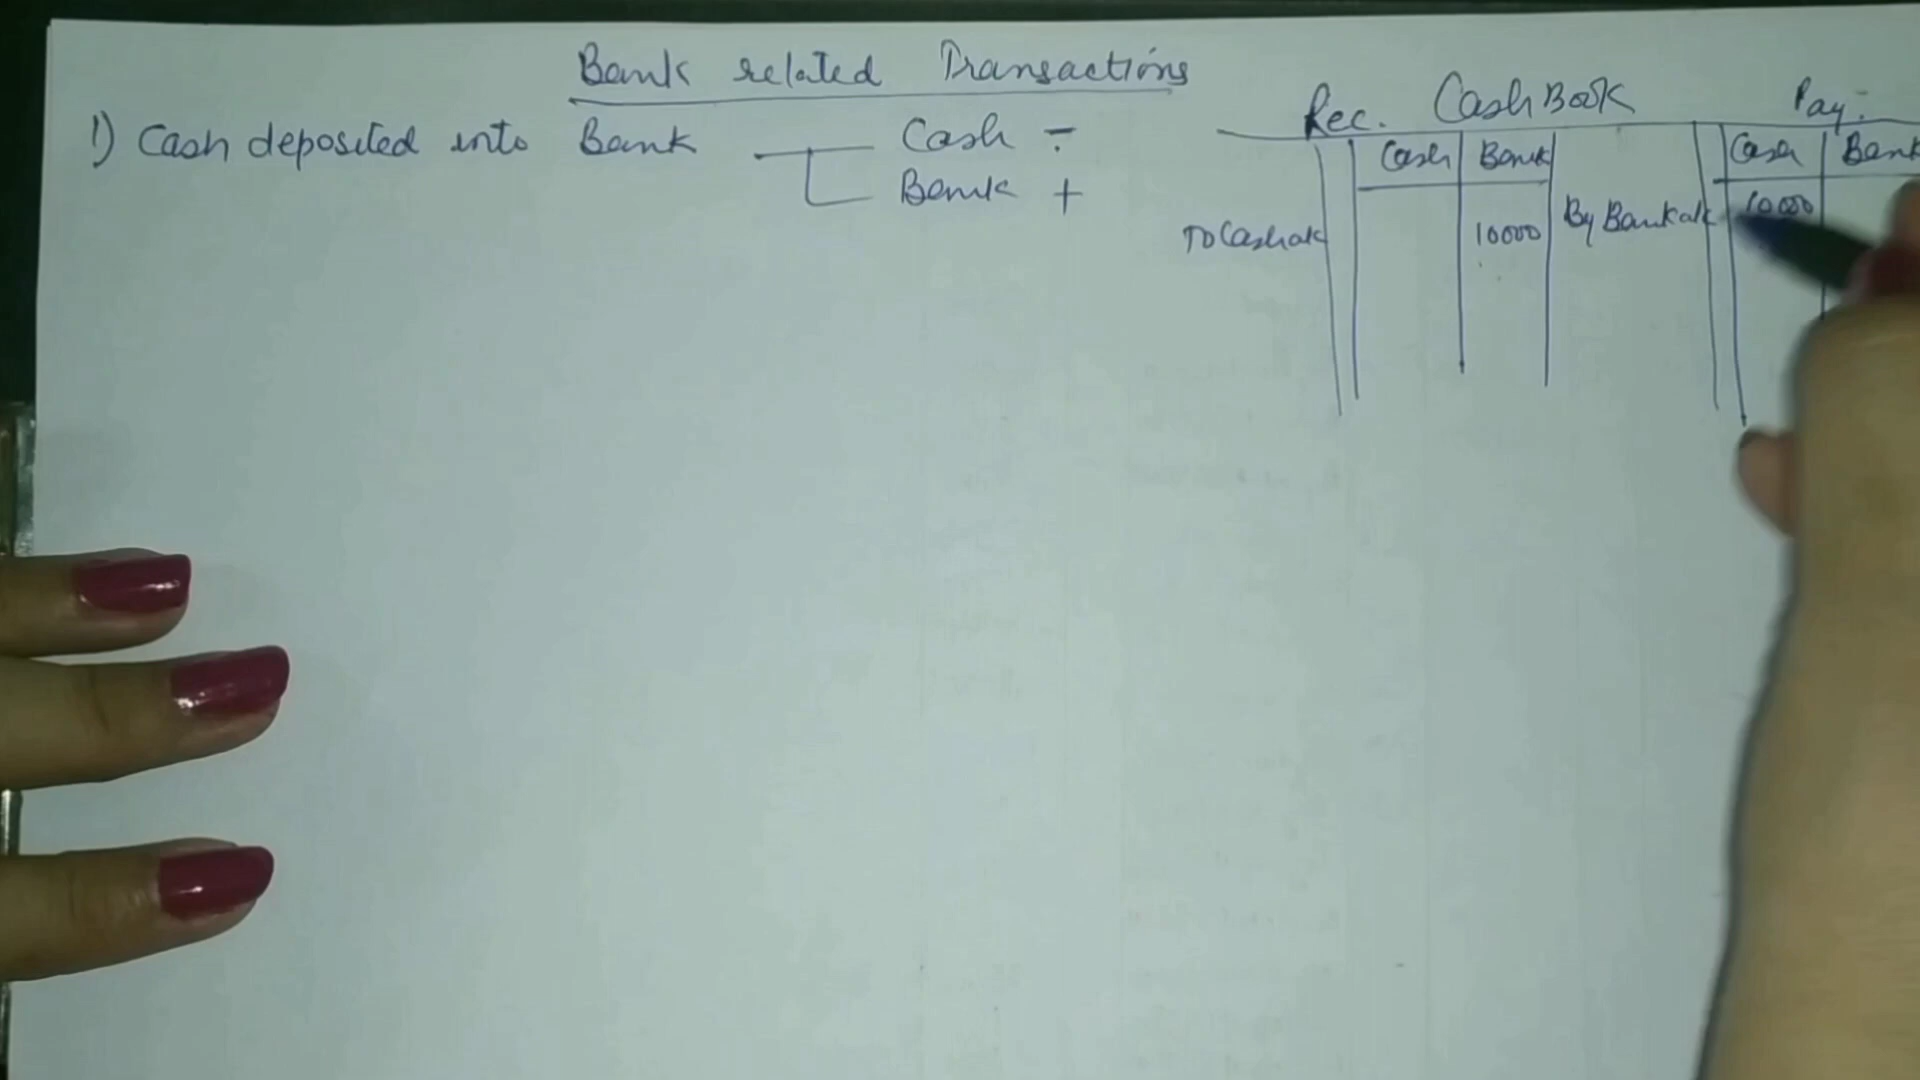 Bank related Transactions
1) Cash deposited into Bank
Cash -
Bank +
Rec. Cash Book Pay.
Cash Bank Cash Bank
To Cash a/c 10000 By Bank a/c 10000